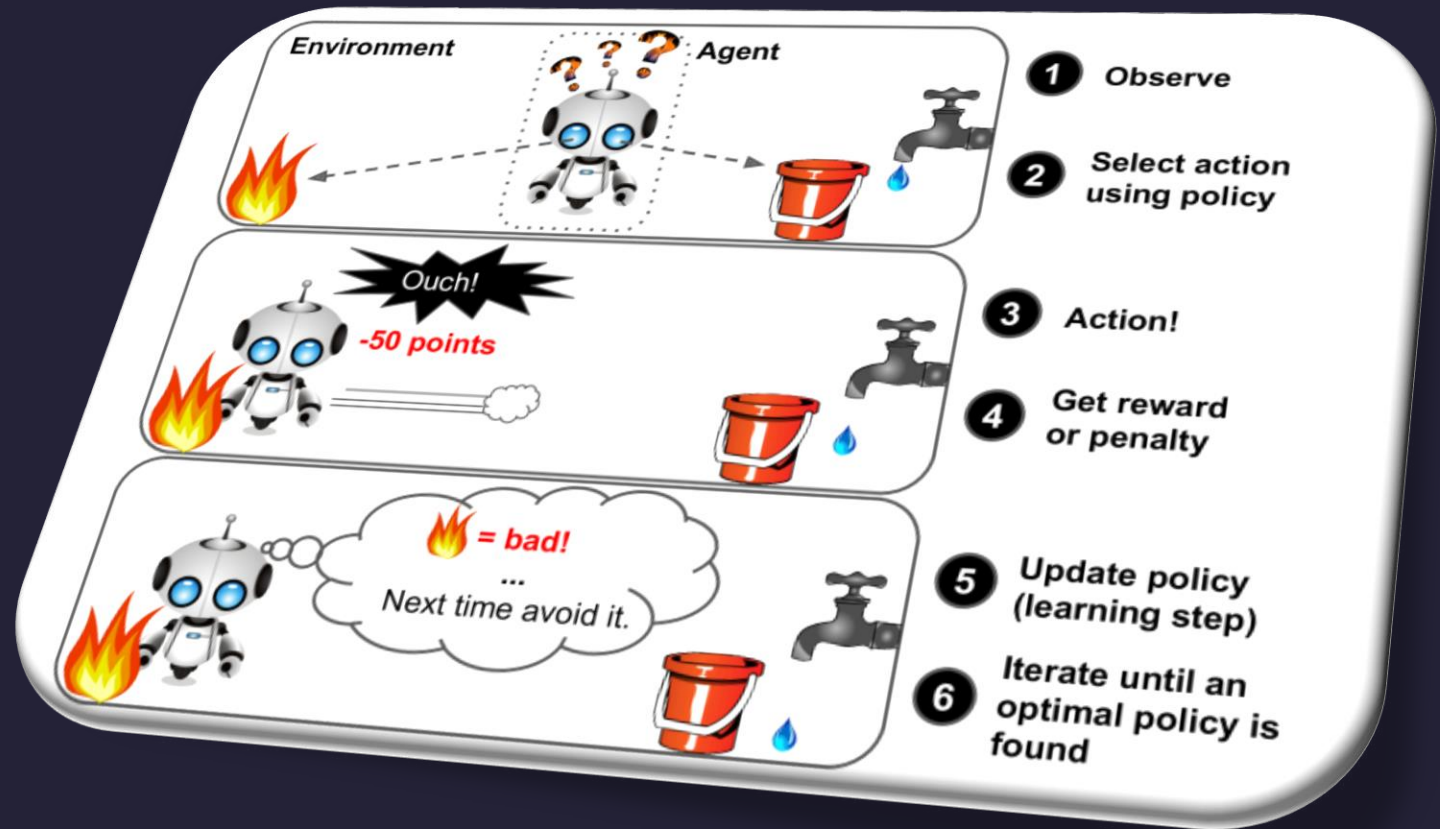 Environment
? ? ?
Agent
1 Observe
2 Select action
using policy
Ouch!
-50 points
3 Action!
4 Get reward
or penalty
= bad!
...
Next time avoid it.
5 Update policy
(learning step)
6 Iterate until an
optimal policy is
found